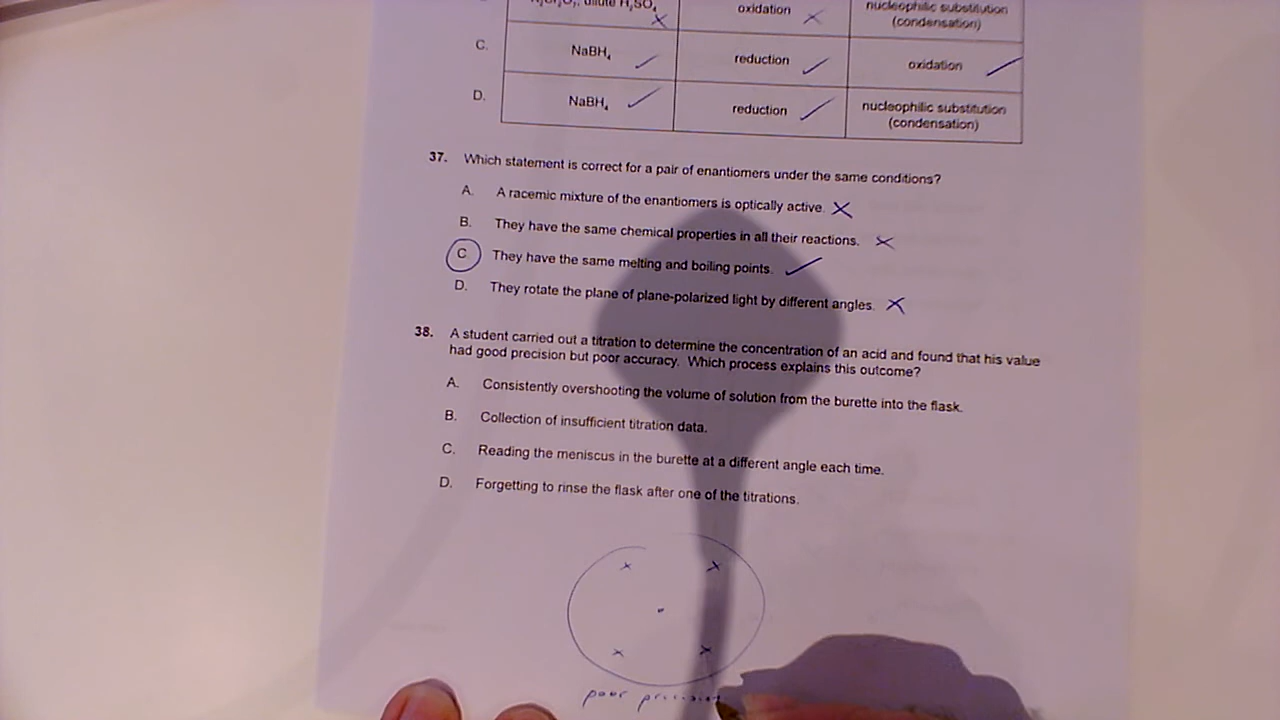 dilute H₂SO₄ oxidation nucleophilic substitution
(condensation)
C. NaBH₄ reduction oxidation
D. NaBH₄ reduction nucleophilic substitution
(condensation)
37. Which statement is correct for a pair of enantiomers under the same conditions?
A. A racemic mixture of the enantiomers is optically active.
B. They have the same chemical properties in all their reactions.
C They have the same melting and boiling points.
D. They rotate the plane of plane-polarized light by different angles.
38. A student carried out a titration to determine the concentration of an acid and found that his value
had good precision but poor accuracy. Which process explains this outcome?
A. Consistently overshooting the volume of solution from the burette into the flask.
B. Collection of insufficient titration data.
C. Reading the meniscus in the burette at a different angle each time.
D. Forgetting to rinse the flask after one of the titrations.
poor